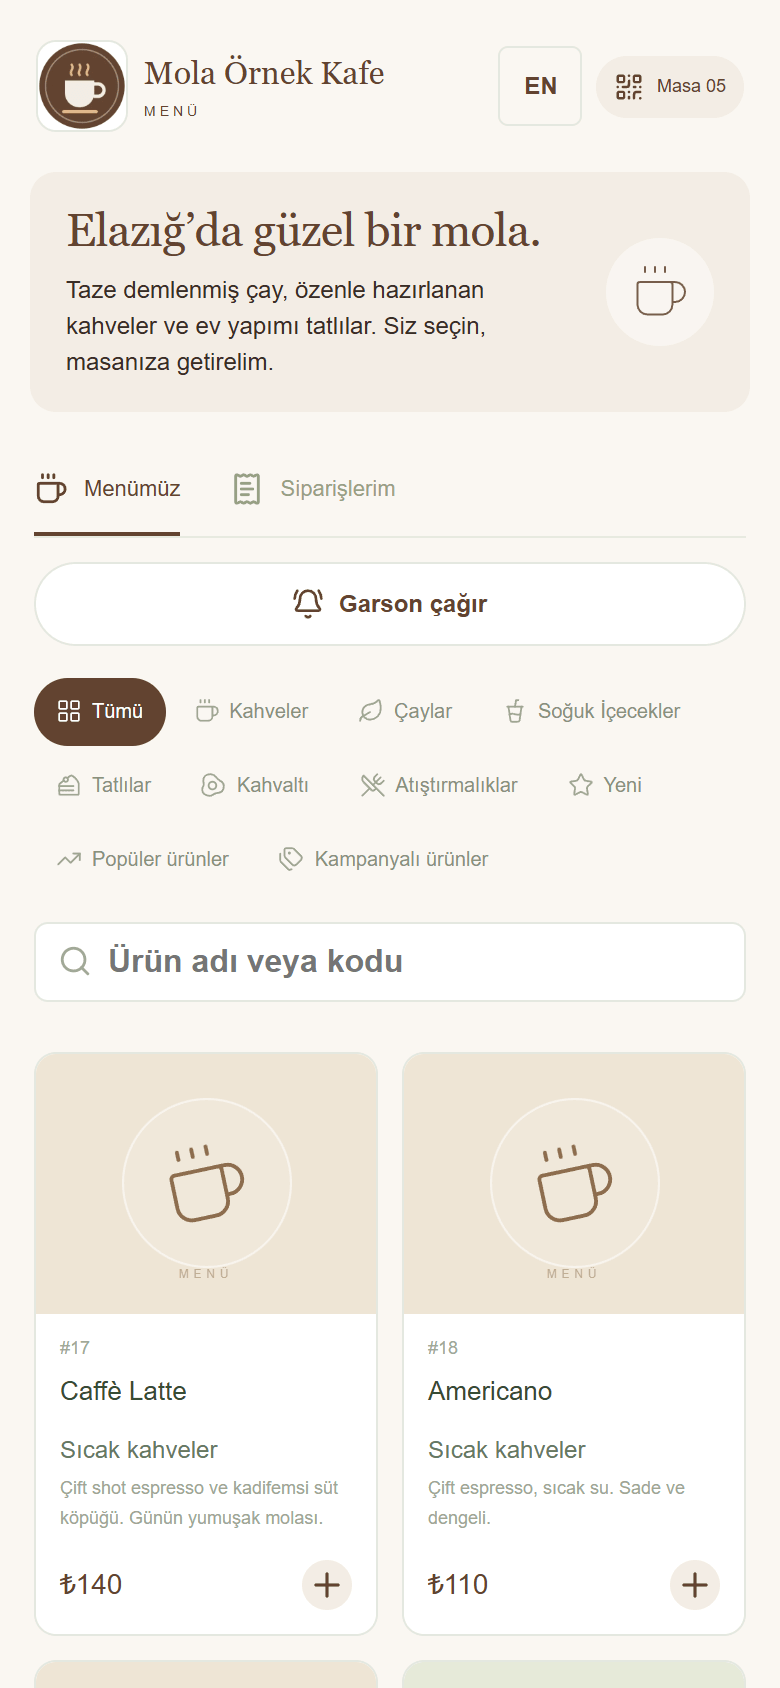 Mola Örnek Kafe
MENÜ
EN
Masa 05
Elazığ’da güzel bir mola.
Taze demlenmiş çay, özenle hazırlanan
kahveler ve ev yapımı tatlılar. Siz seçin,
masanıza getirelim.
Menümüz
Siparişlerim
Garson çağır
Tümü
Kahveler
Çaylar
Soğuk İçecekler
Tatlılar
Kahvaltı
Atıştırmalıklar
Yeni
Popüler ürünler
Kampanyalı ürünler
Ürün adı veya kodu
MENÜ
#17
Caffè Latte
Sıcak kahveler
Çift shot espresso ve kadifemsi süt
köpüğü. Günün yumuşak molası.
₺140
MENÜ
#18
Americano
Sıcak kahveler
Çift espresso, sıcak su. Sade ve
dengeli.
₺110